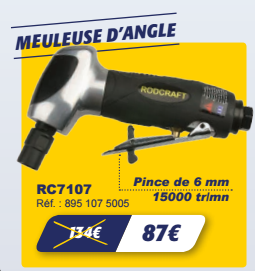 MEULEUSE D'ANGLE
RODCRAFT
RC7107
Réf. : 895 107 5005
Pince de 6 mm
15000 tr/mn
134€
87€